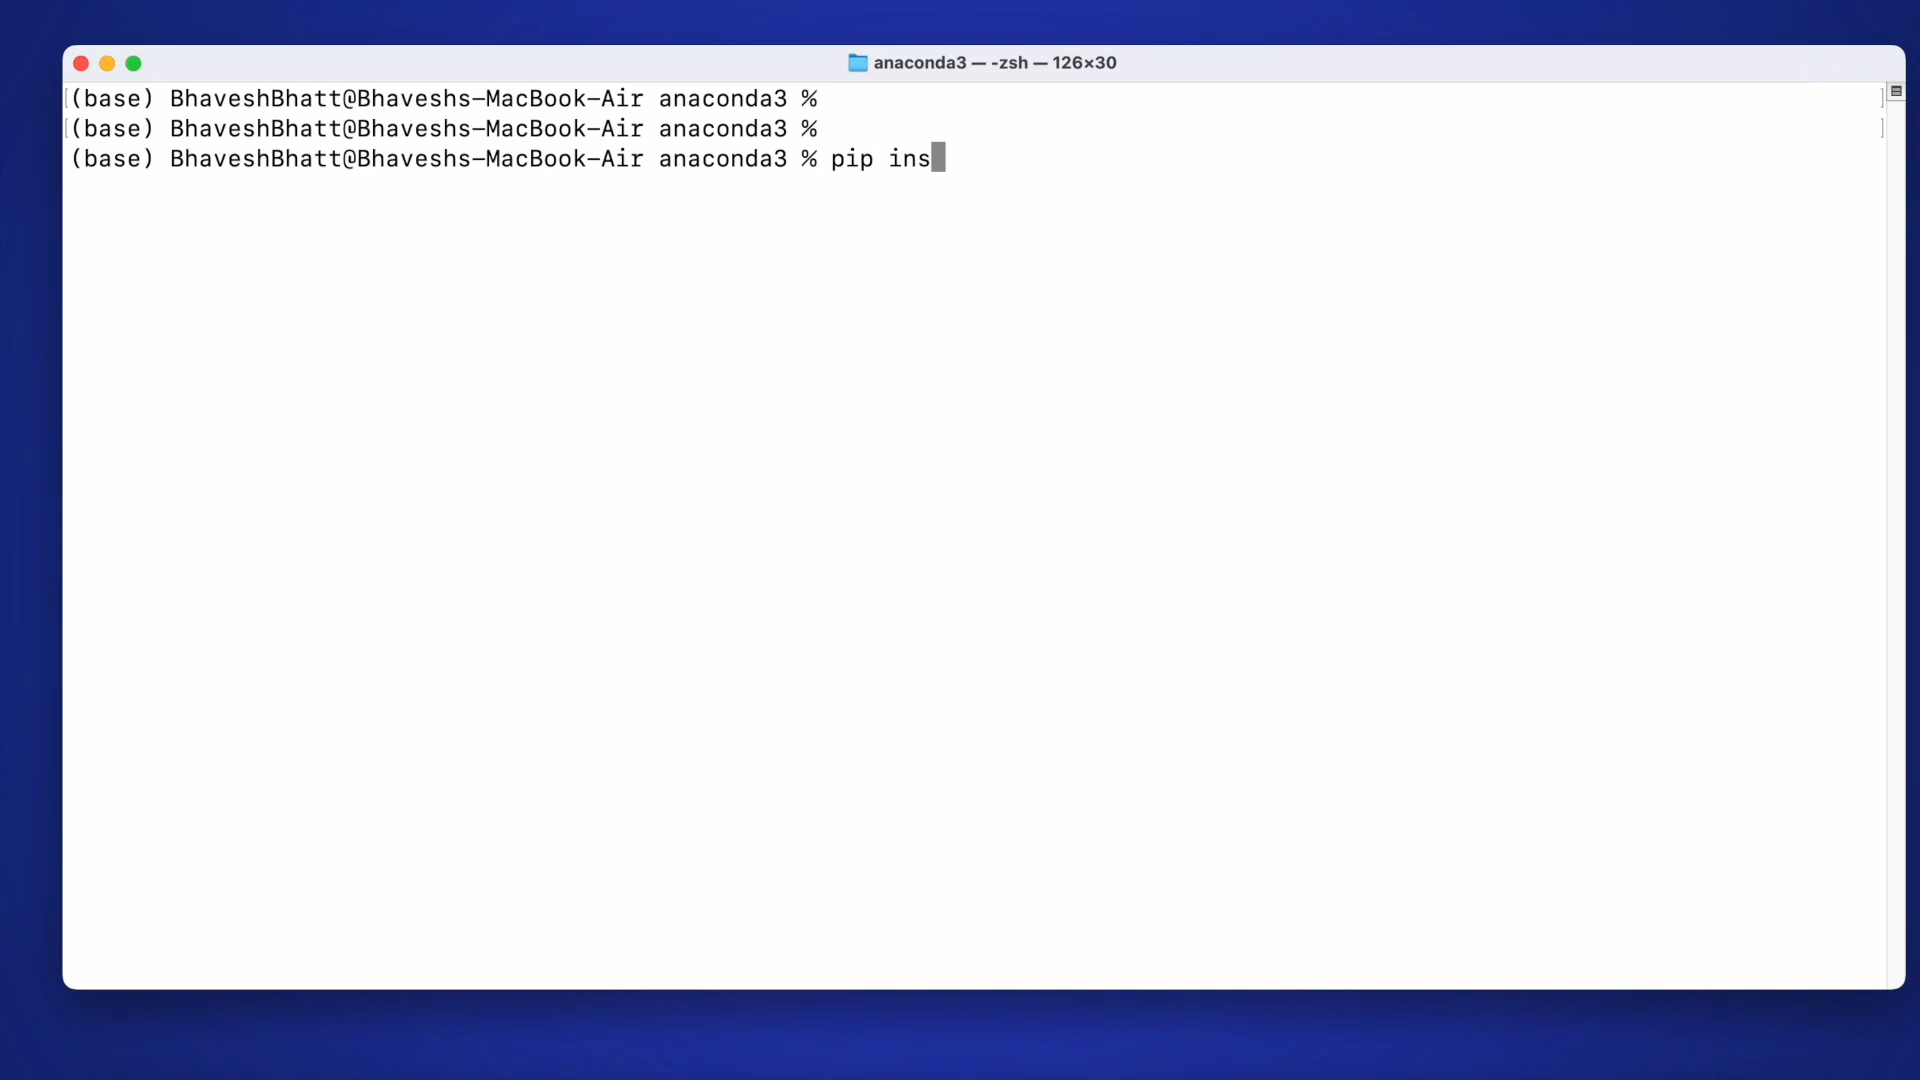 anaconda3 — -zsh — 126×30
[(base) BhaveshBhatt@Bhaveshs-MacBook-Air anaconda3 % ]
[(base) BhaveshBhatt@Bhaveshs-MacBook-Air anaconda3 % ]
(base) BhaveshBhatt@Bhaveshs-MacBook-Air anaconda3 % pip ins